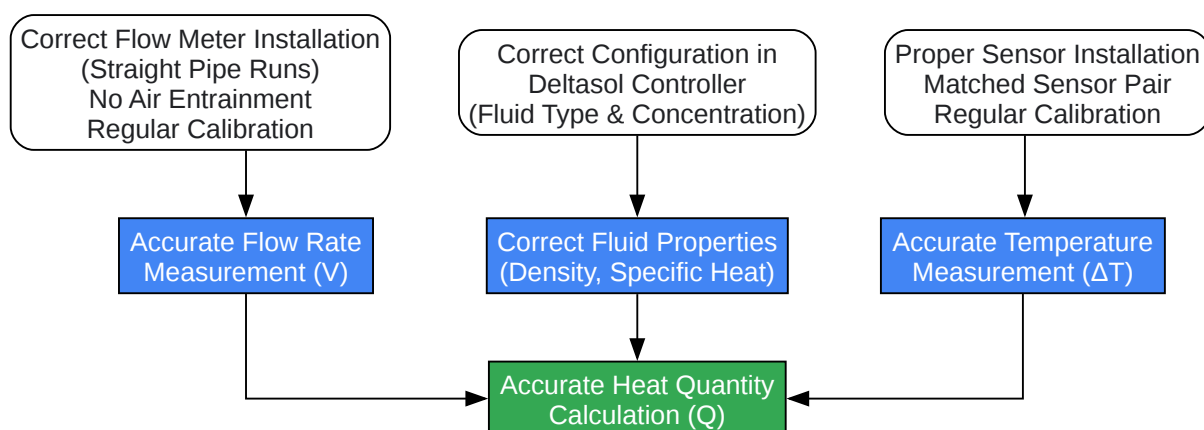 Correct Flow Meter Installation
(Straight Pipe Runs)
No Air Entrainment
Regular Calibration
Correct Configuration in
Deltasol Controller
(Fluid Type & Concentration)
Proper Sensor Installation
Matched Sensor Pair
Regular Calibration
Accurate Flow Rate
Measurement (V)
Correct Fluid Properties
(Density, Specific Heat)
Accurate Temperature
Measurement (ΔT)
Accurate Heat Quantity
Calculation (Q)